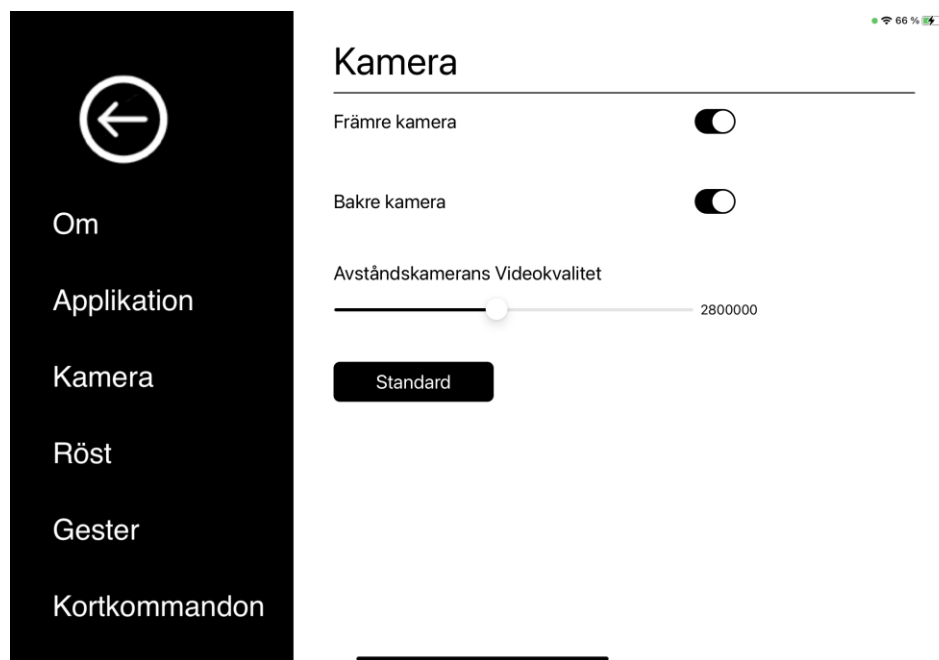 66 %
Om
Applikation
Kamera
Röst
Gester
Kortkommandon
Kamera
Främre kamera
Bakre kamera
Avståndskamerans Videokvalitet
2800000
Standard